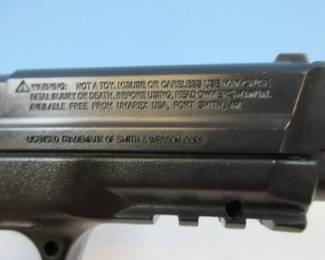 WARNING: NOT A TOY. MISUSE OR CARELESS USE MAY CAUSE
FATAL INJURY OR DEATH. BEFORE USING, READ OWNER'S MANUAL
AVAILABLE FREE FROM UMAREX USA, FORT SMITH, AR
LICENSED TRADEMARK OF SMITH & WESSON CORP.